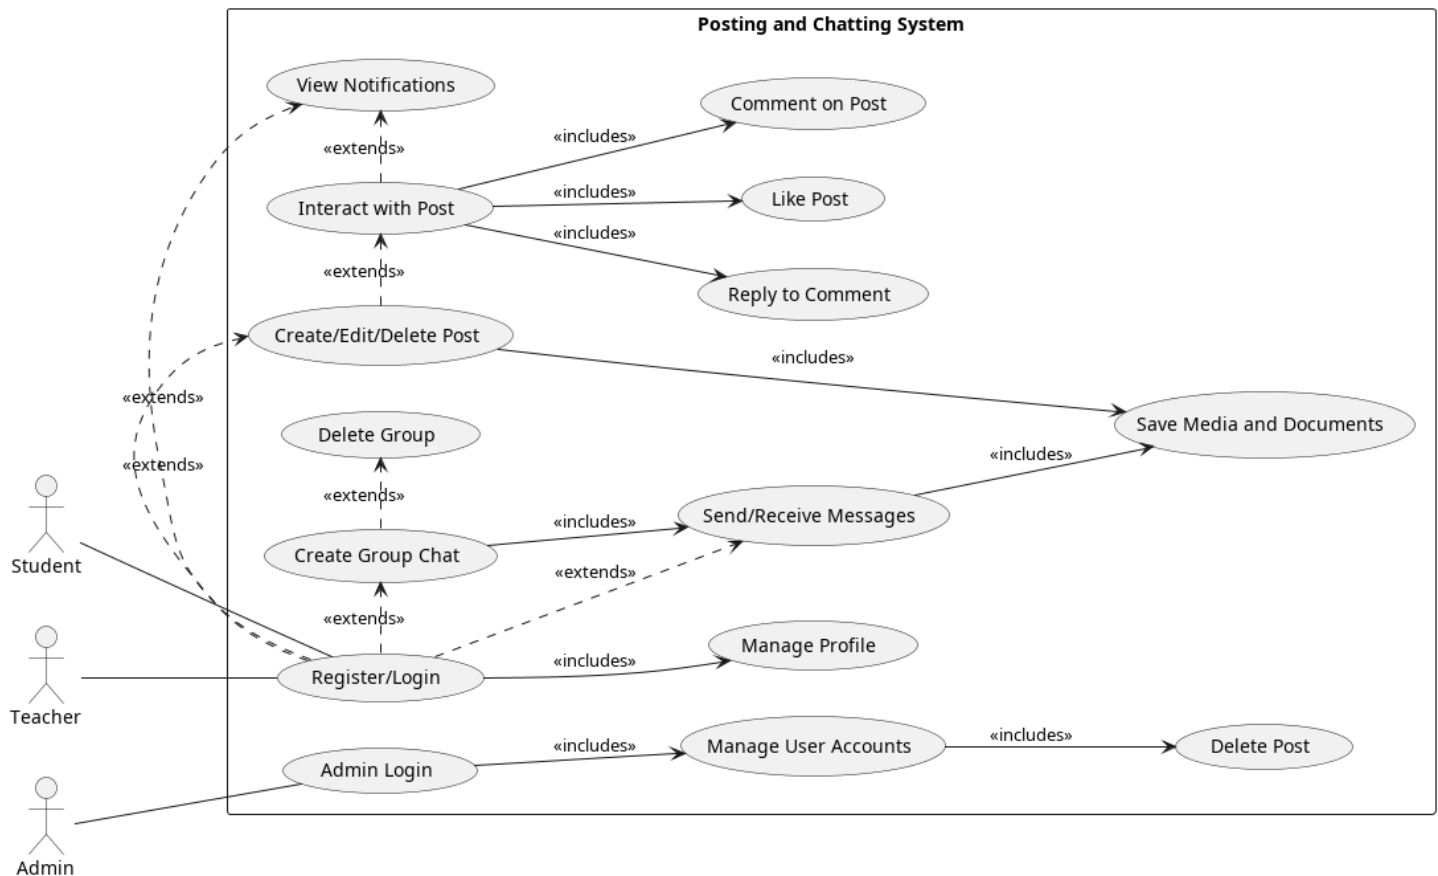 Posting and Chatting System
View Notifications
Comment on Post
«includes»
«extends»
Interact with Post
«includes»
Like Post
«includes»
«extends»
Reply to Comment
Create/Edit/Delete Post
«includes»
«extends»
Save Media and Documents
Delete Group
«includes»
«extends»
«extends»
Send/Receive Messages
«includes»
Create Group Chat
Student
«extends»
«extends»
Manage Profile
«includes»
Register/Login
Teacher
«includes»
Manage User Accounts
«includes»
Delete Post
Admin Login
Admin